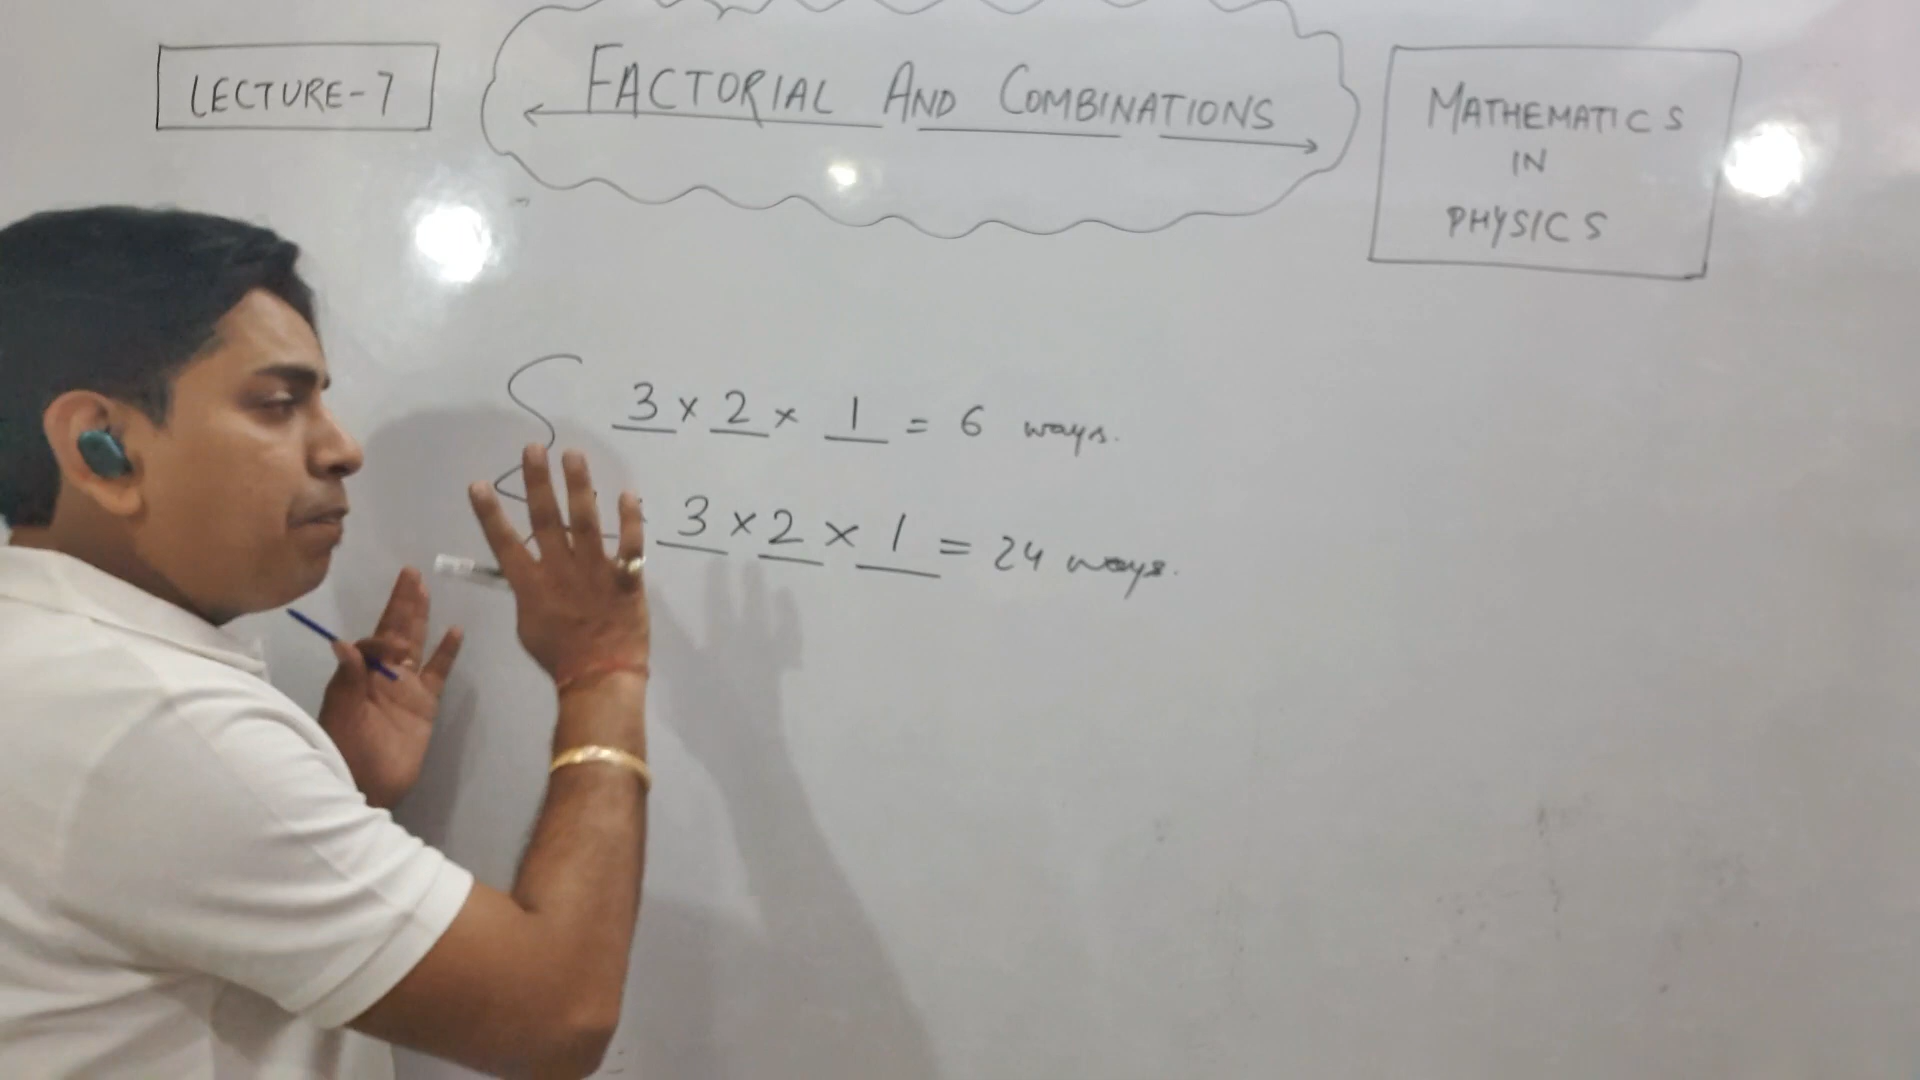 LECTURE-7
FACTORIAL AND COMBINATIONS
MATHEMATICS
IN
PHYSICS
3 × 2 × 1 = 6 ways.
3 × 2 × 1 = 24 ways.